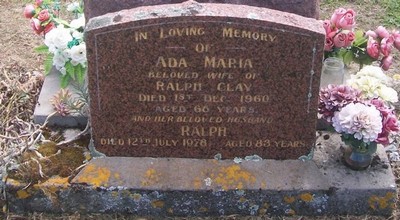 IN LOVING MEMORY
OF
ADA MARIA
BELOVED WIFE OF
RALPH CLAY
DIED 1ST DEC. 1960
AGED 68 YEARS.
AND HER BELOVED HUSBAND
RALPH
DIED 12TH JULY 1978 AGED 83 YEARS.